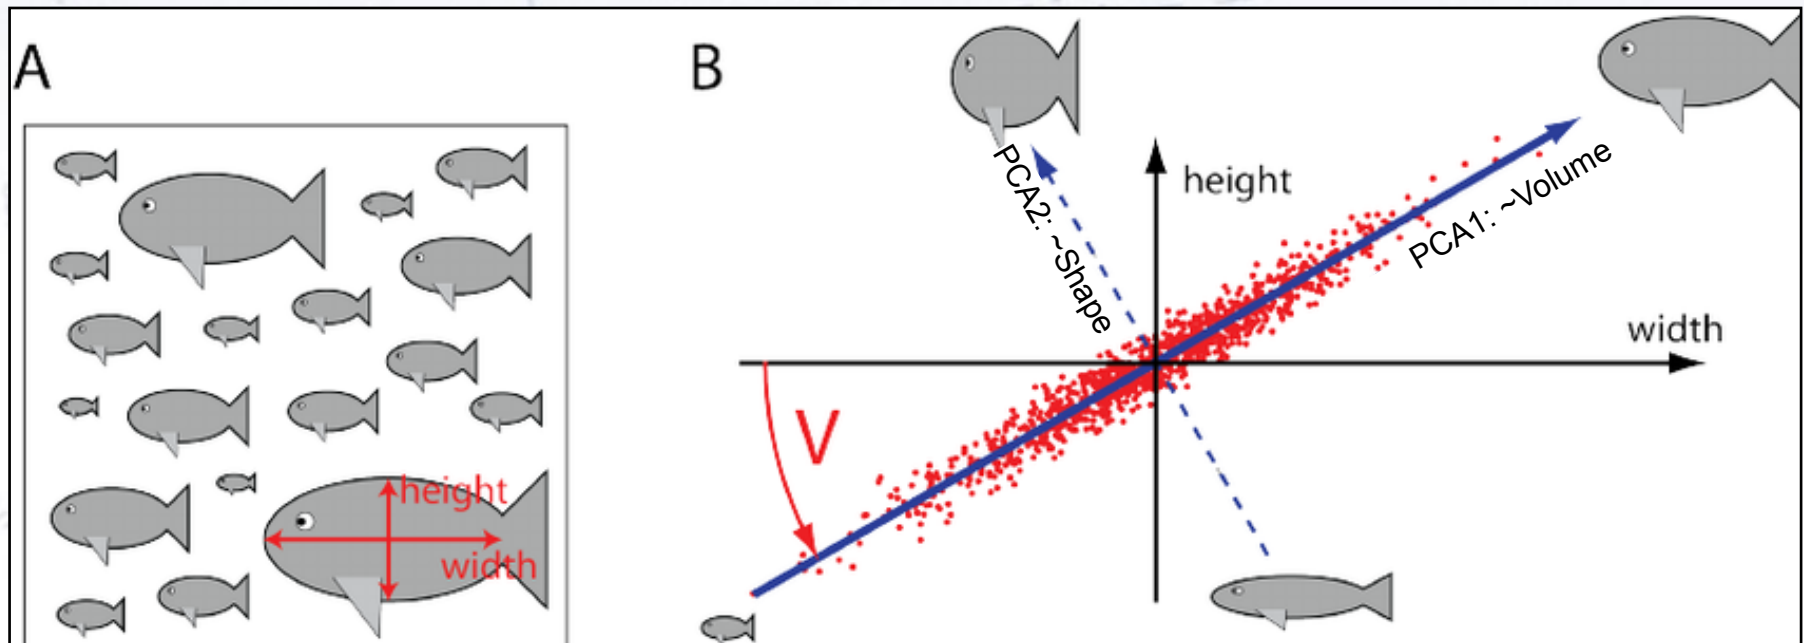 A
height
width
B
height
PCA1: ~Volume
PCA2: ~Shape
width
V